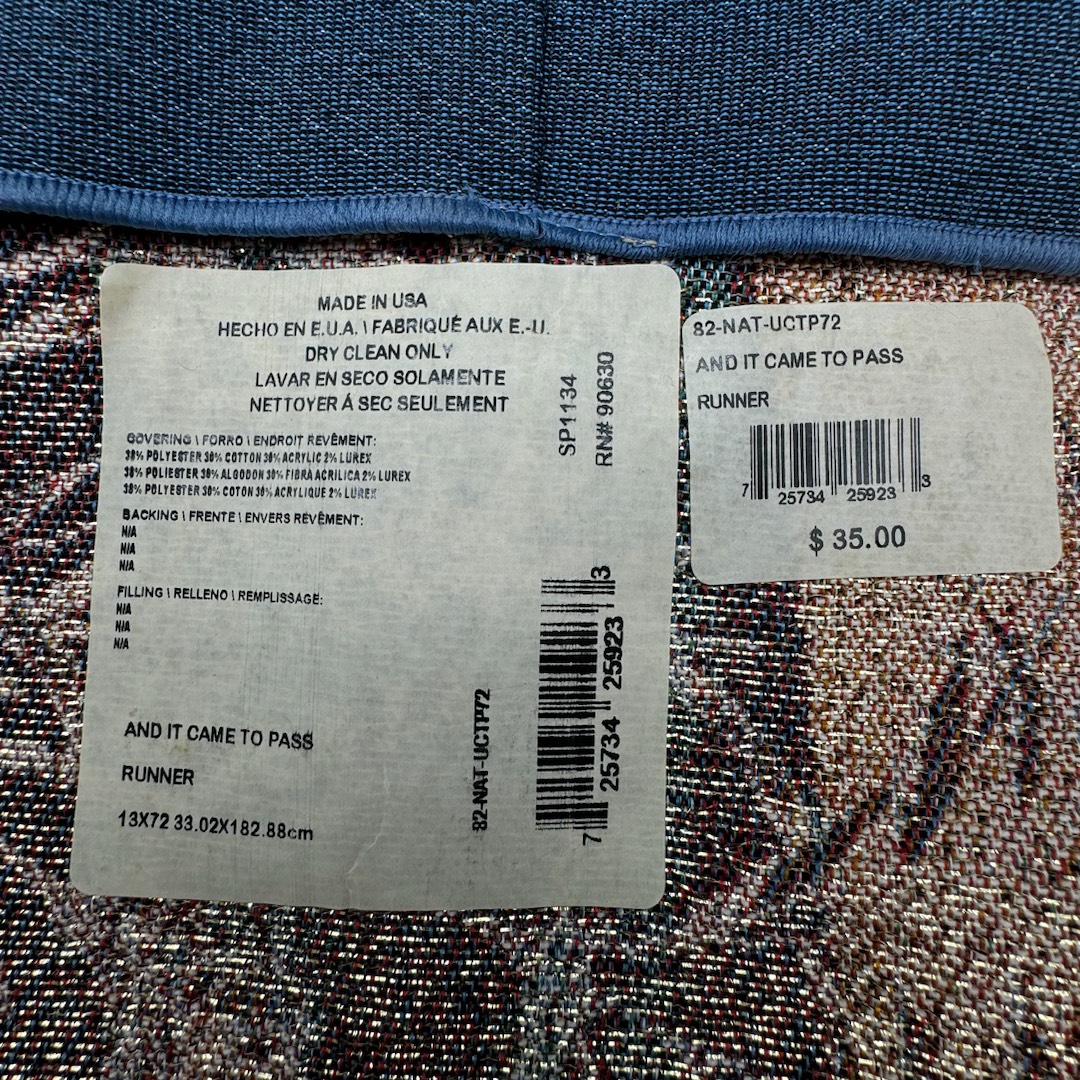 MADE IN USA
HECHO EN E.U.A. \ FABRIQUÉ AUX E.-U.
DRY CLEAN ONLY
LAVAR EN SECO SOLAMENTE
NETTOYER Á SEC SEULEMENT
SP1134
RN# 90630
COVERING \ FORRO \ ENDROIT REVÊMENT:
38% POLYESTER 30% COTTON 30% ACRYLIC 2% LUREX
38% POLIESTER 30% ALGODON 30% FIBRA ACRILICA 2% LUREX
38% POLYESTER 30% COTON 30% ACRYLIQUE 2% LUREX
BACKING \ FRENTE \ ENVERS REVÊMENT:
N/A
N/A
N/A
FILLING \ RELLENO \ REMPLISSAGE:
N/A
N/A
N/A
AND IT CAME TO PASS
RUNNER
13X72 33.02X182.88cm
82-NAT-UCTP72
7 25734 25923 3
82-NAT-UCTP72
AND IT CAME TO PASS
RUNNER
7 25734 25923 3
$ 35.00